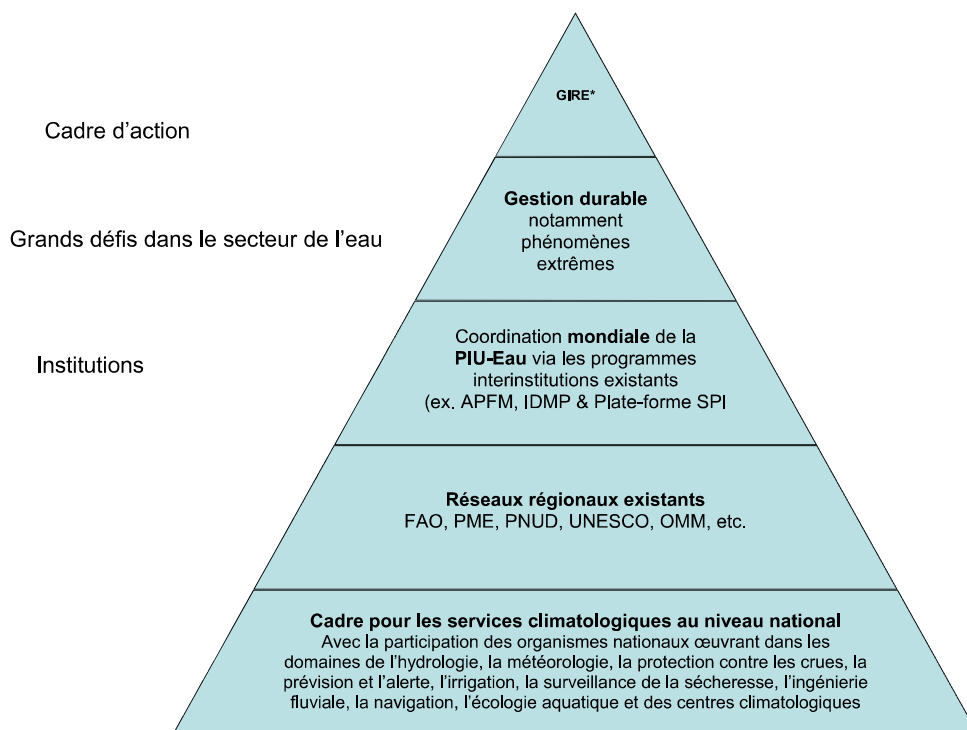 GIRE*
Cadre d'action
Gestion durable
notamment
phénomènes
extrêmes
Grands défis dans le secteur de l'eau
Coordination mondiale de la
PIU-Eau via les programmes
interinstitutions existants
(ex. APFM, IDMP & Plate-forme SPI
Institutions
Réseaux régionaux existants
FAO, PME, PNUD, UNESCO, OMM, etc.
Cadre pour les services climatologiques au niveau national
Avec la participation des organismes nationaux œuvrant dans les
domaines de l'hydrologie, la météorologie, la protection contre les crues, la
prévision et l'alerte, l'irrigation, la surveillance de la sécheresse, l'ingénierie
fluviale, la navigation, l'écologie aquatique et des centres climatologiques